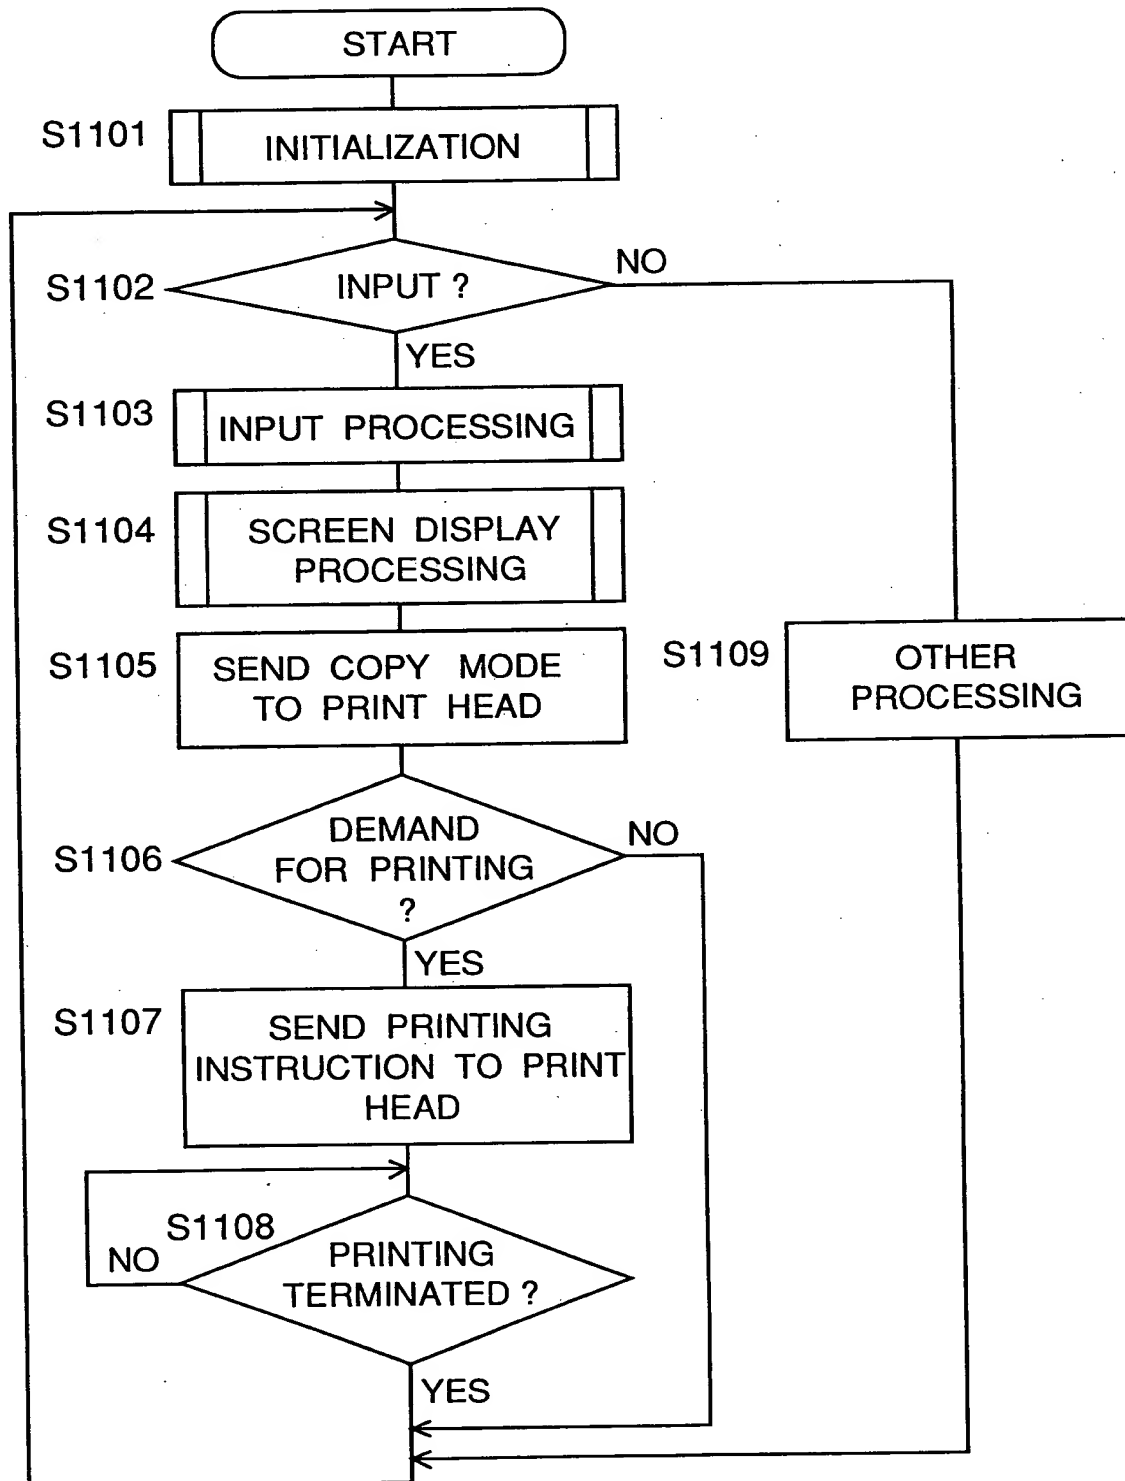 START
S1101
INITIALIZATION
S1102
INPUT ?
NO
YES
S1103
INPUT PROCESSING
S1104
SCREEN DISPLAY
PROCESSING
S1105
SEND COPY MODE
TO PRINT HEAD
S1109
OTHER
PROCESSING
S1106
DEMAND
FOR PRINTING
?
NO
YES
S1107
SEND PRINTING
INSTRUCTION TO PRINT
HEAD
S1108
NO
PRINTING
TERMINATED ?
YES